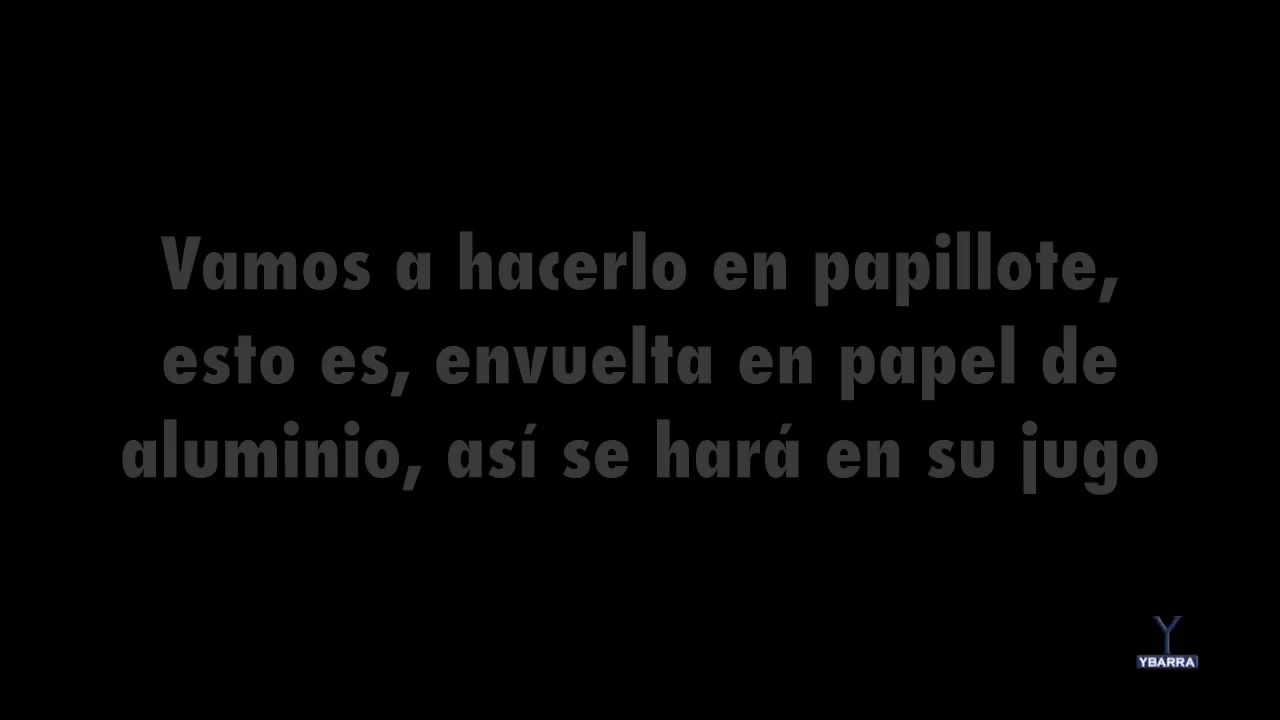 Vamos a hacerlo en papillote,
esto es, envuelta en papel de
aluminio, así se hará en su jugo
Y
YBARRA